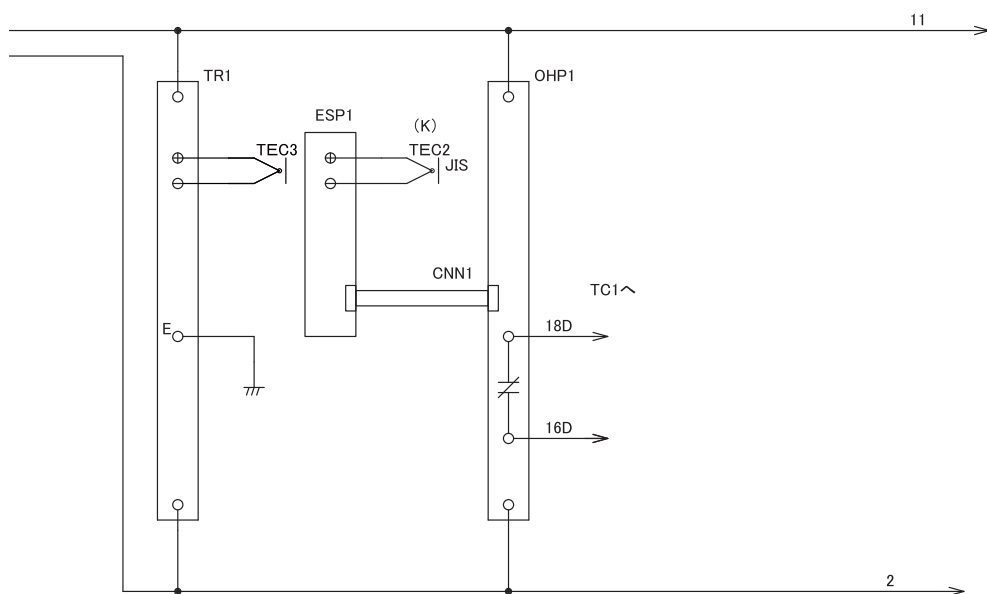 11
TR1
OHP1
ESP1
(K)
TEC3
TEC2
JIS
CNN1
TC1へ
18D
E
16D
2